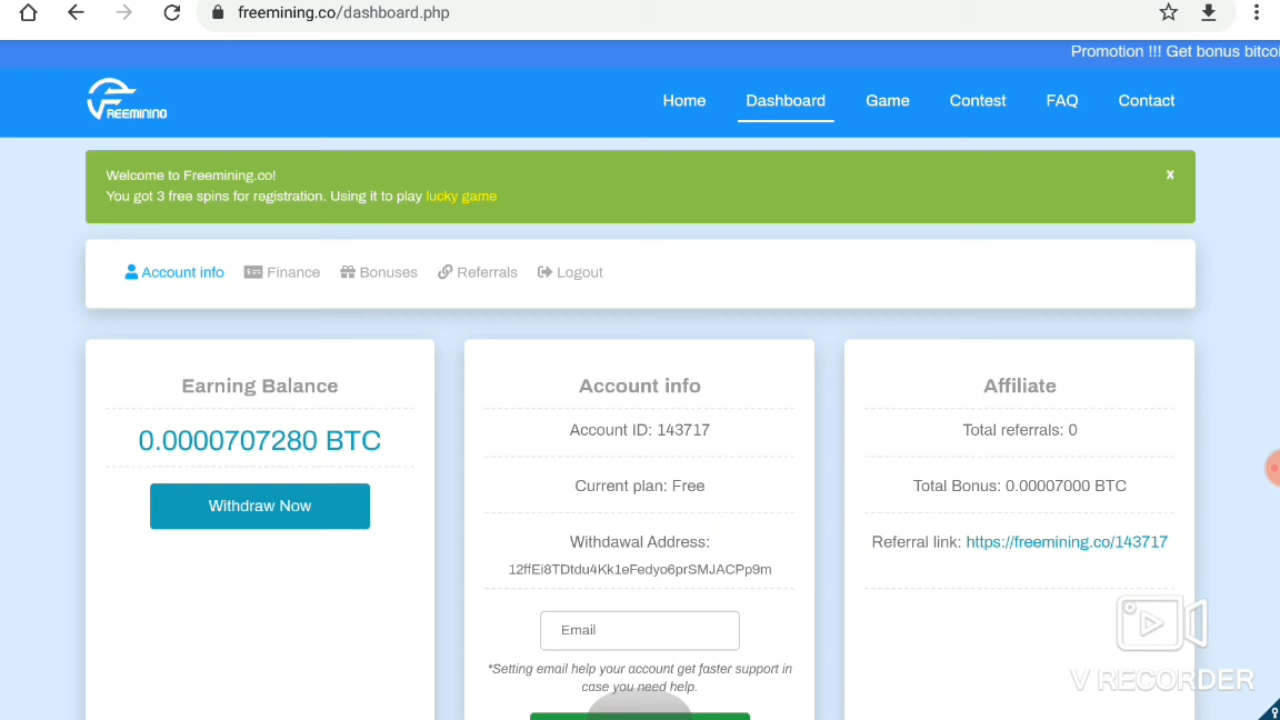 freemining.co/dashboard.php
Promotion !!! Get bonus bitcoi
FREEMINING
Home
Dashboard
Game
Contest
FAQ
Contact
Welcome to Freemining.co!
x
You got 3 free spins for registration. Using it to play lucky game
Account info
Finance
Bonuses
Referrals
Logout
Earning Balance
0.0000707280 BTC
Withdraw Now
Account info
Account ID: 143717
Current plan: Free
Withdawal Address:
12ffEi8TDtdu4Kk1eFedyo6prSMJACPp9m
Email
*Setting email help your account get faster support in
case you need help.
Affiliate
Total referrals: 0
Total Bonus: 0.00007000 BTC
Referral link: https://freemining.co/143717
V RECORDER